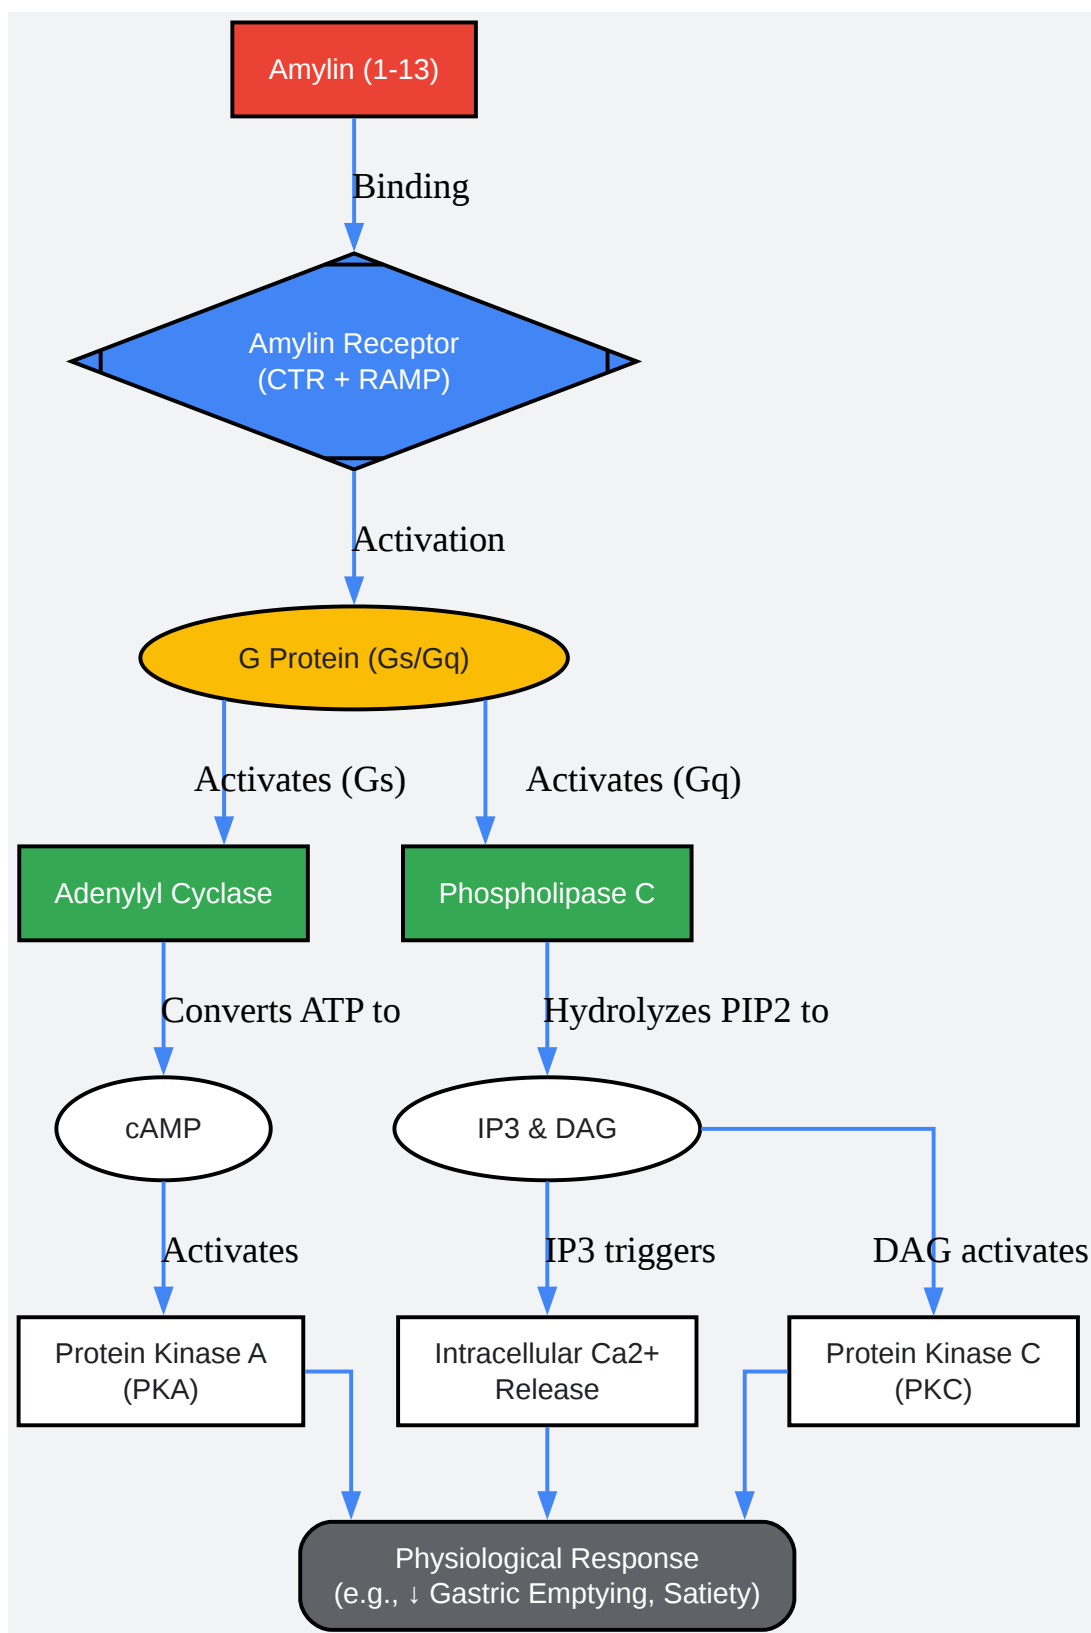 Amylin (1-13)
Binding
Amylin Receptor
(CTR + RAMP)
Activation
G Protein (Gs/Gq)
Activates (Gs)
Activates (Gq)
Adenylyl Cyclase
Phospholipase C
Converts ATP to
Hydrolyzes PIP2 to
cAMP
IP3 & DAG
Activates
IP3 triggers
DAG activates
Protein Kinase A
(PKA)
Intracellular Ca2+
Release
Protein Kinase C
(PKC)
Physiological Response
(e.g., ↓ Gastric Emptying, Satiety)